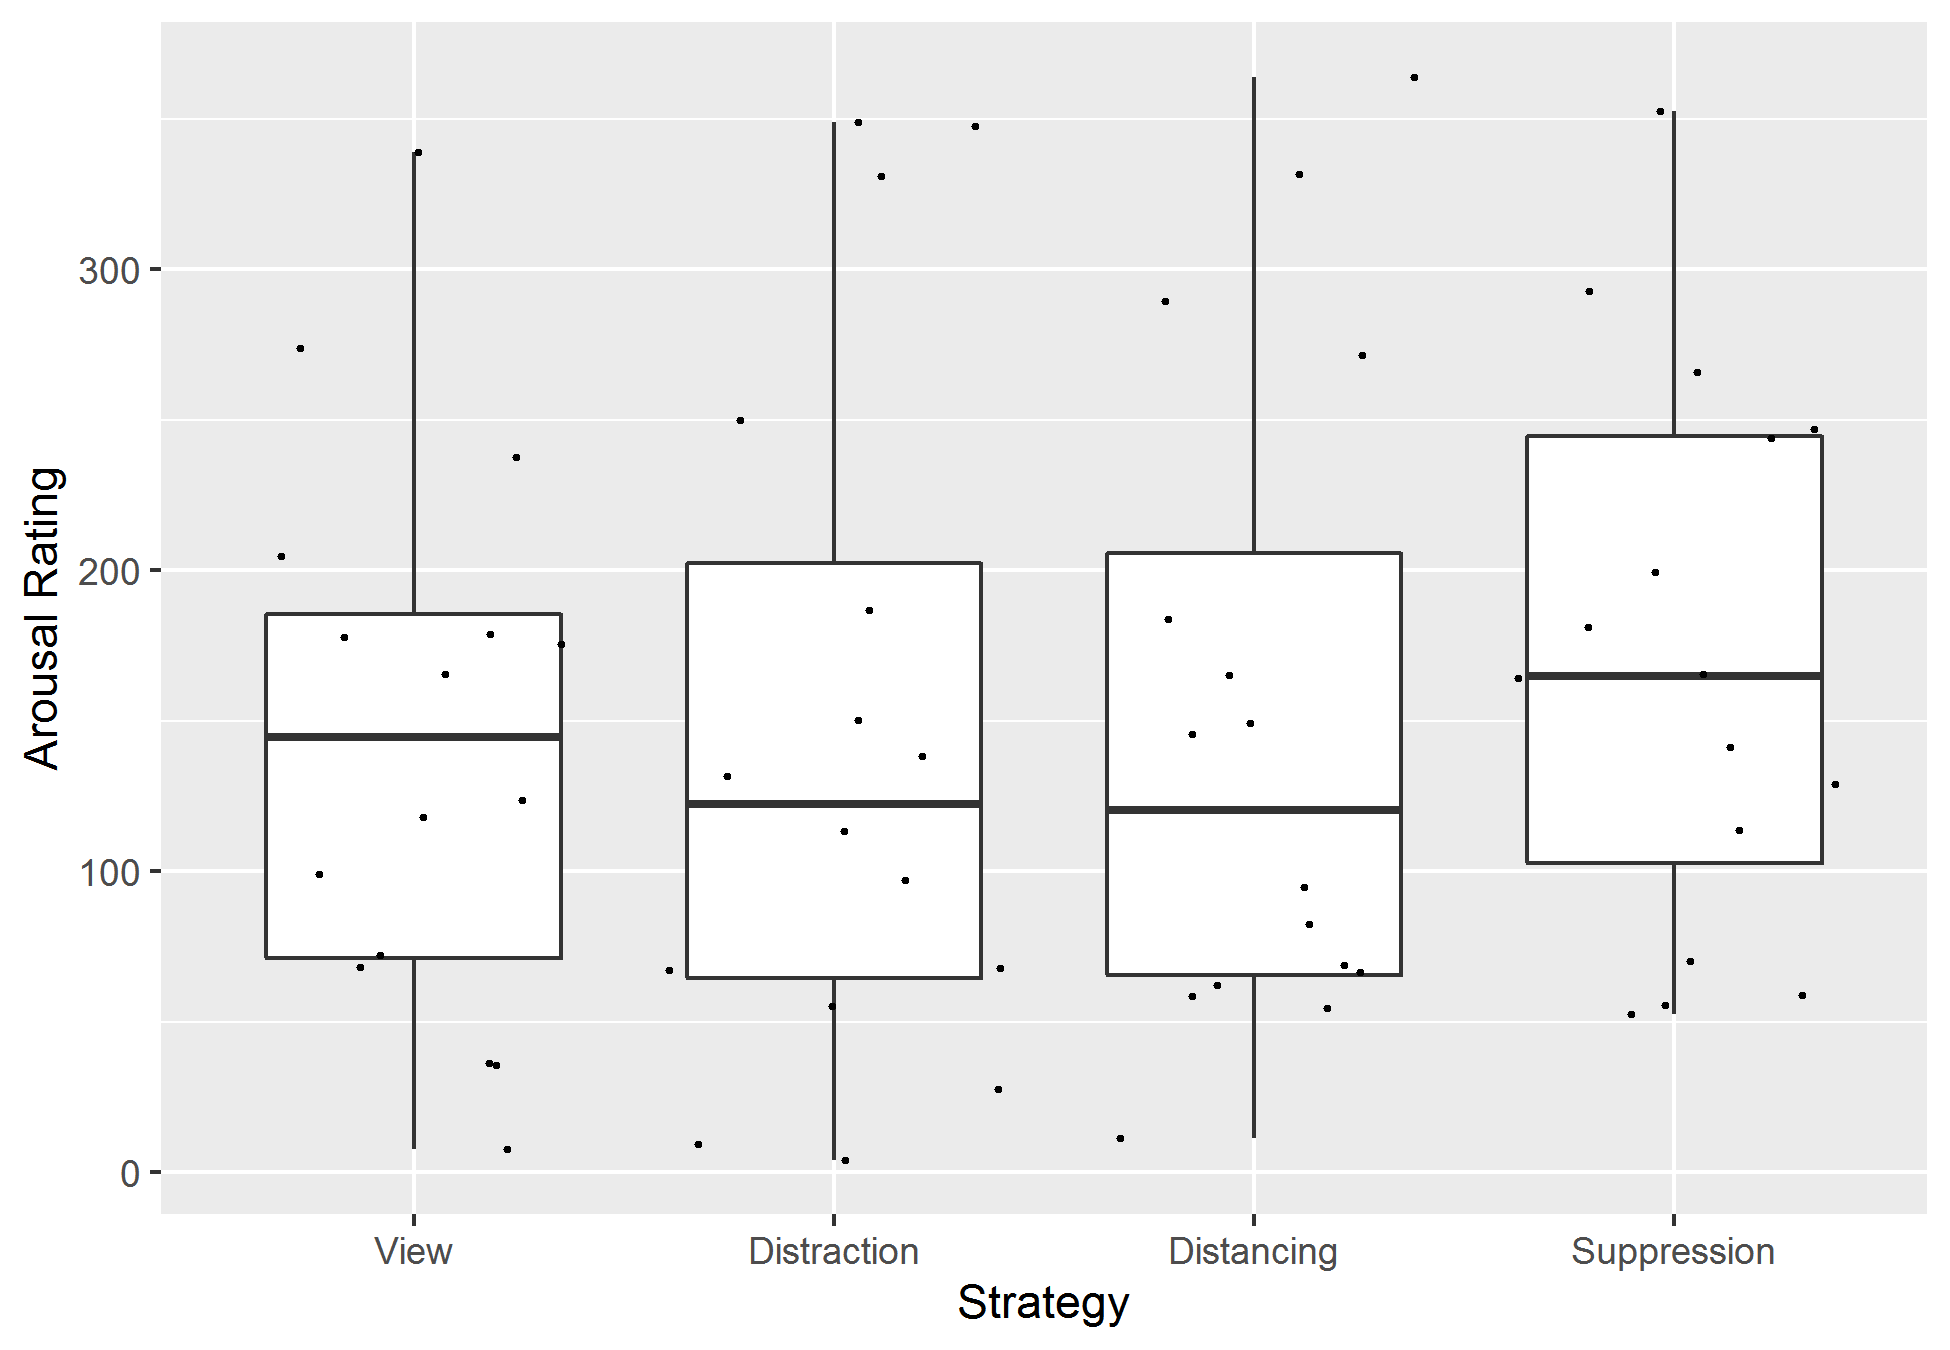 Arousal Rating
300
200
100
0
View Distraction Distancing Suppression
Strategy